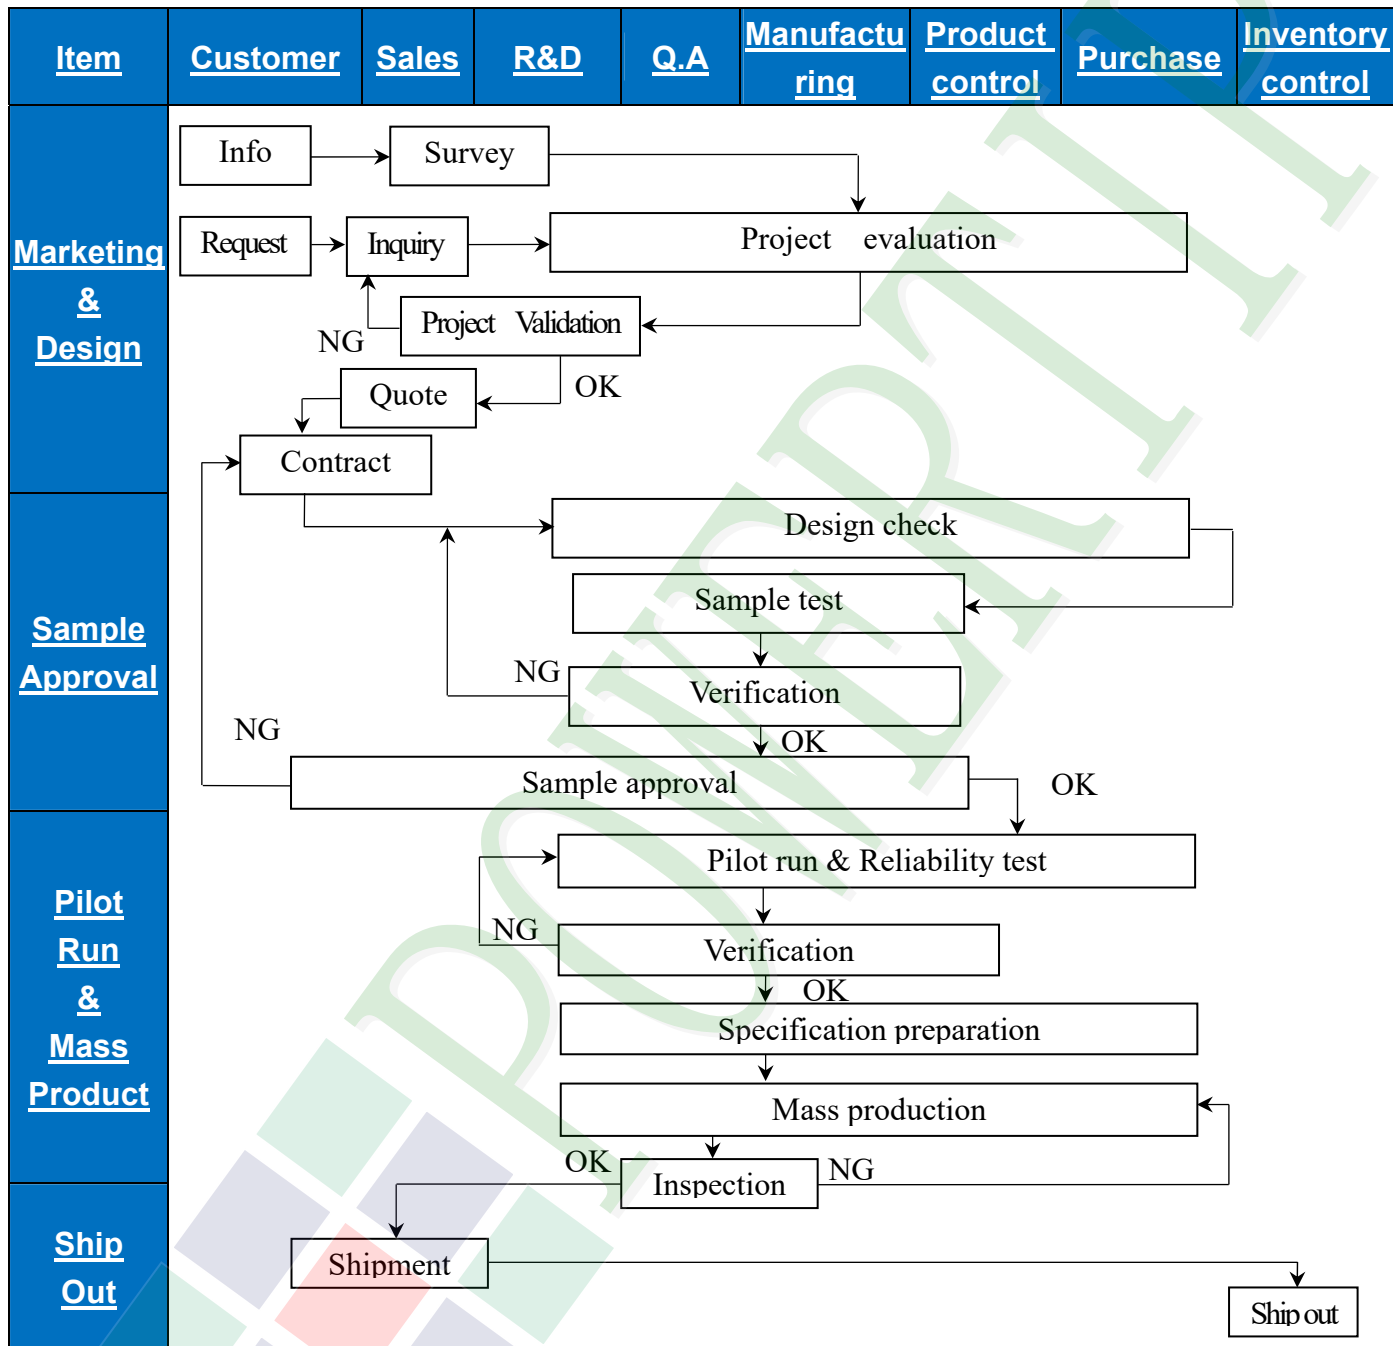 Item
Customer
Sales
R&D
Q.A
Manufactu
ring
Product
control
Purchase
Inventory
control
Marketing
&
Design
Info
Survey
Request
Inquiry
Project evaluation
NG
Project Validation
Quote
OK
Contract
Sample
Approval
Design check
Sample test
NG
Verification
NG
OK
Sample approval
OK
Pilot
Run
&
Mass
Product
Pilot run & Reliability test
NG
Verification
OK
Specification preparation
Mass production
OK
Inspection
NG
Ship
Out
Shipment
Ship out